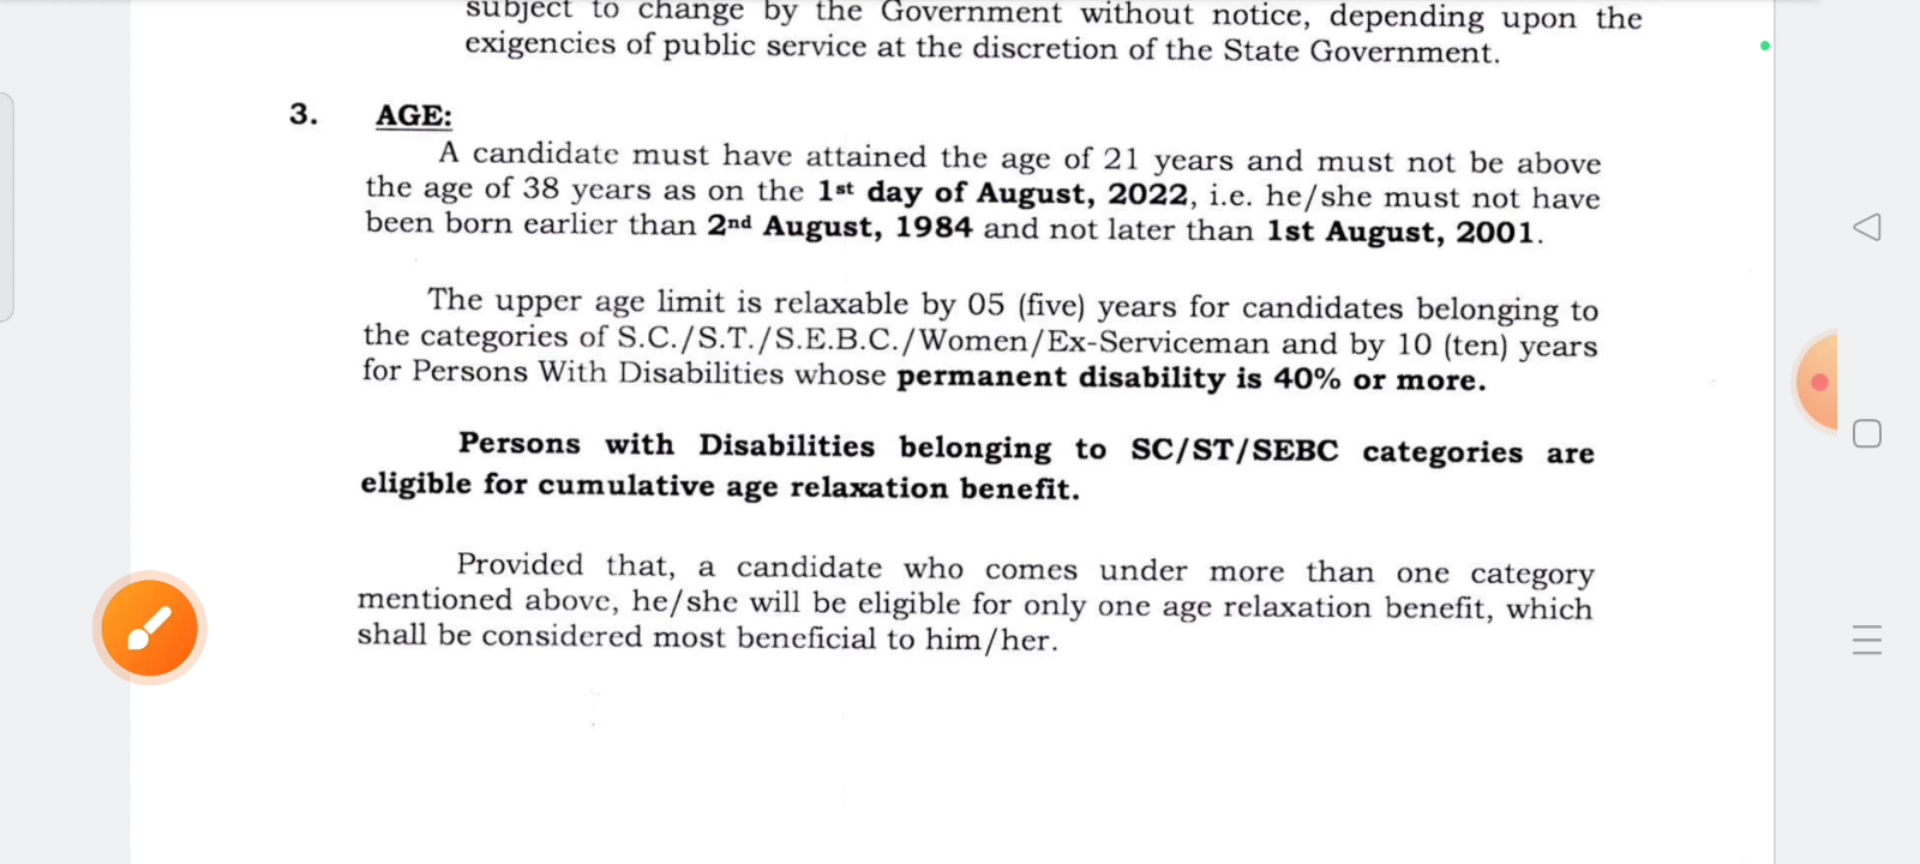 subject to change by the Government without notice, depending upon the
exigencies of public service at the discretion of the State Government.
3. AGE:
A candidate must have attained the age of 21 years and must not be above
the age of 38 years as on the 1st day of August, 2022, i.e. he/she must not have
been born earlier than 2nd August, 1984 and not later than 1st August, 2001.
The upper age limit is relaxable by 05 (five) years for candidates belonging to
the categories of S.C./S.T./S.E.B.C./Women/Ex-Serviceman and by 10 (ten) years
for Persons With Disabilities whose permanent disability is 40% or more.
Persons with Disabilities belonging to SC/ST/SEBC categories are
eligible for cumulative age relaxation benefit.
Provided that, a candidate who comes under more than one category
mentioned above, he/she will be eligible for only one age relaxation benefit, which
shall be considered most beneficial to him/her.